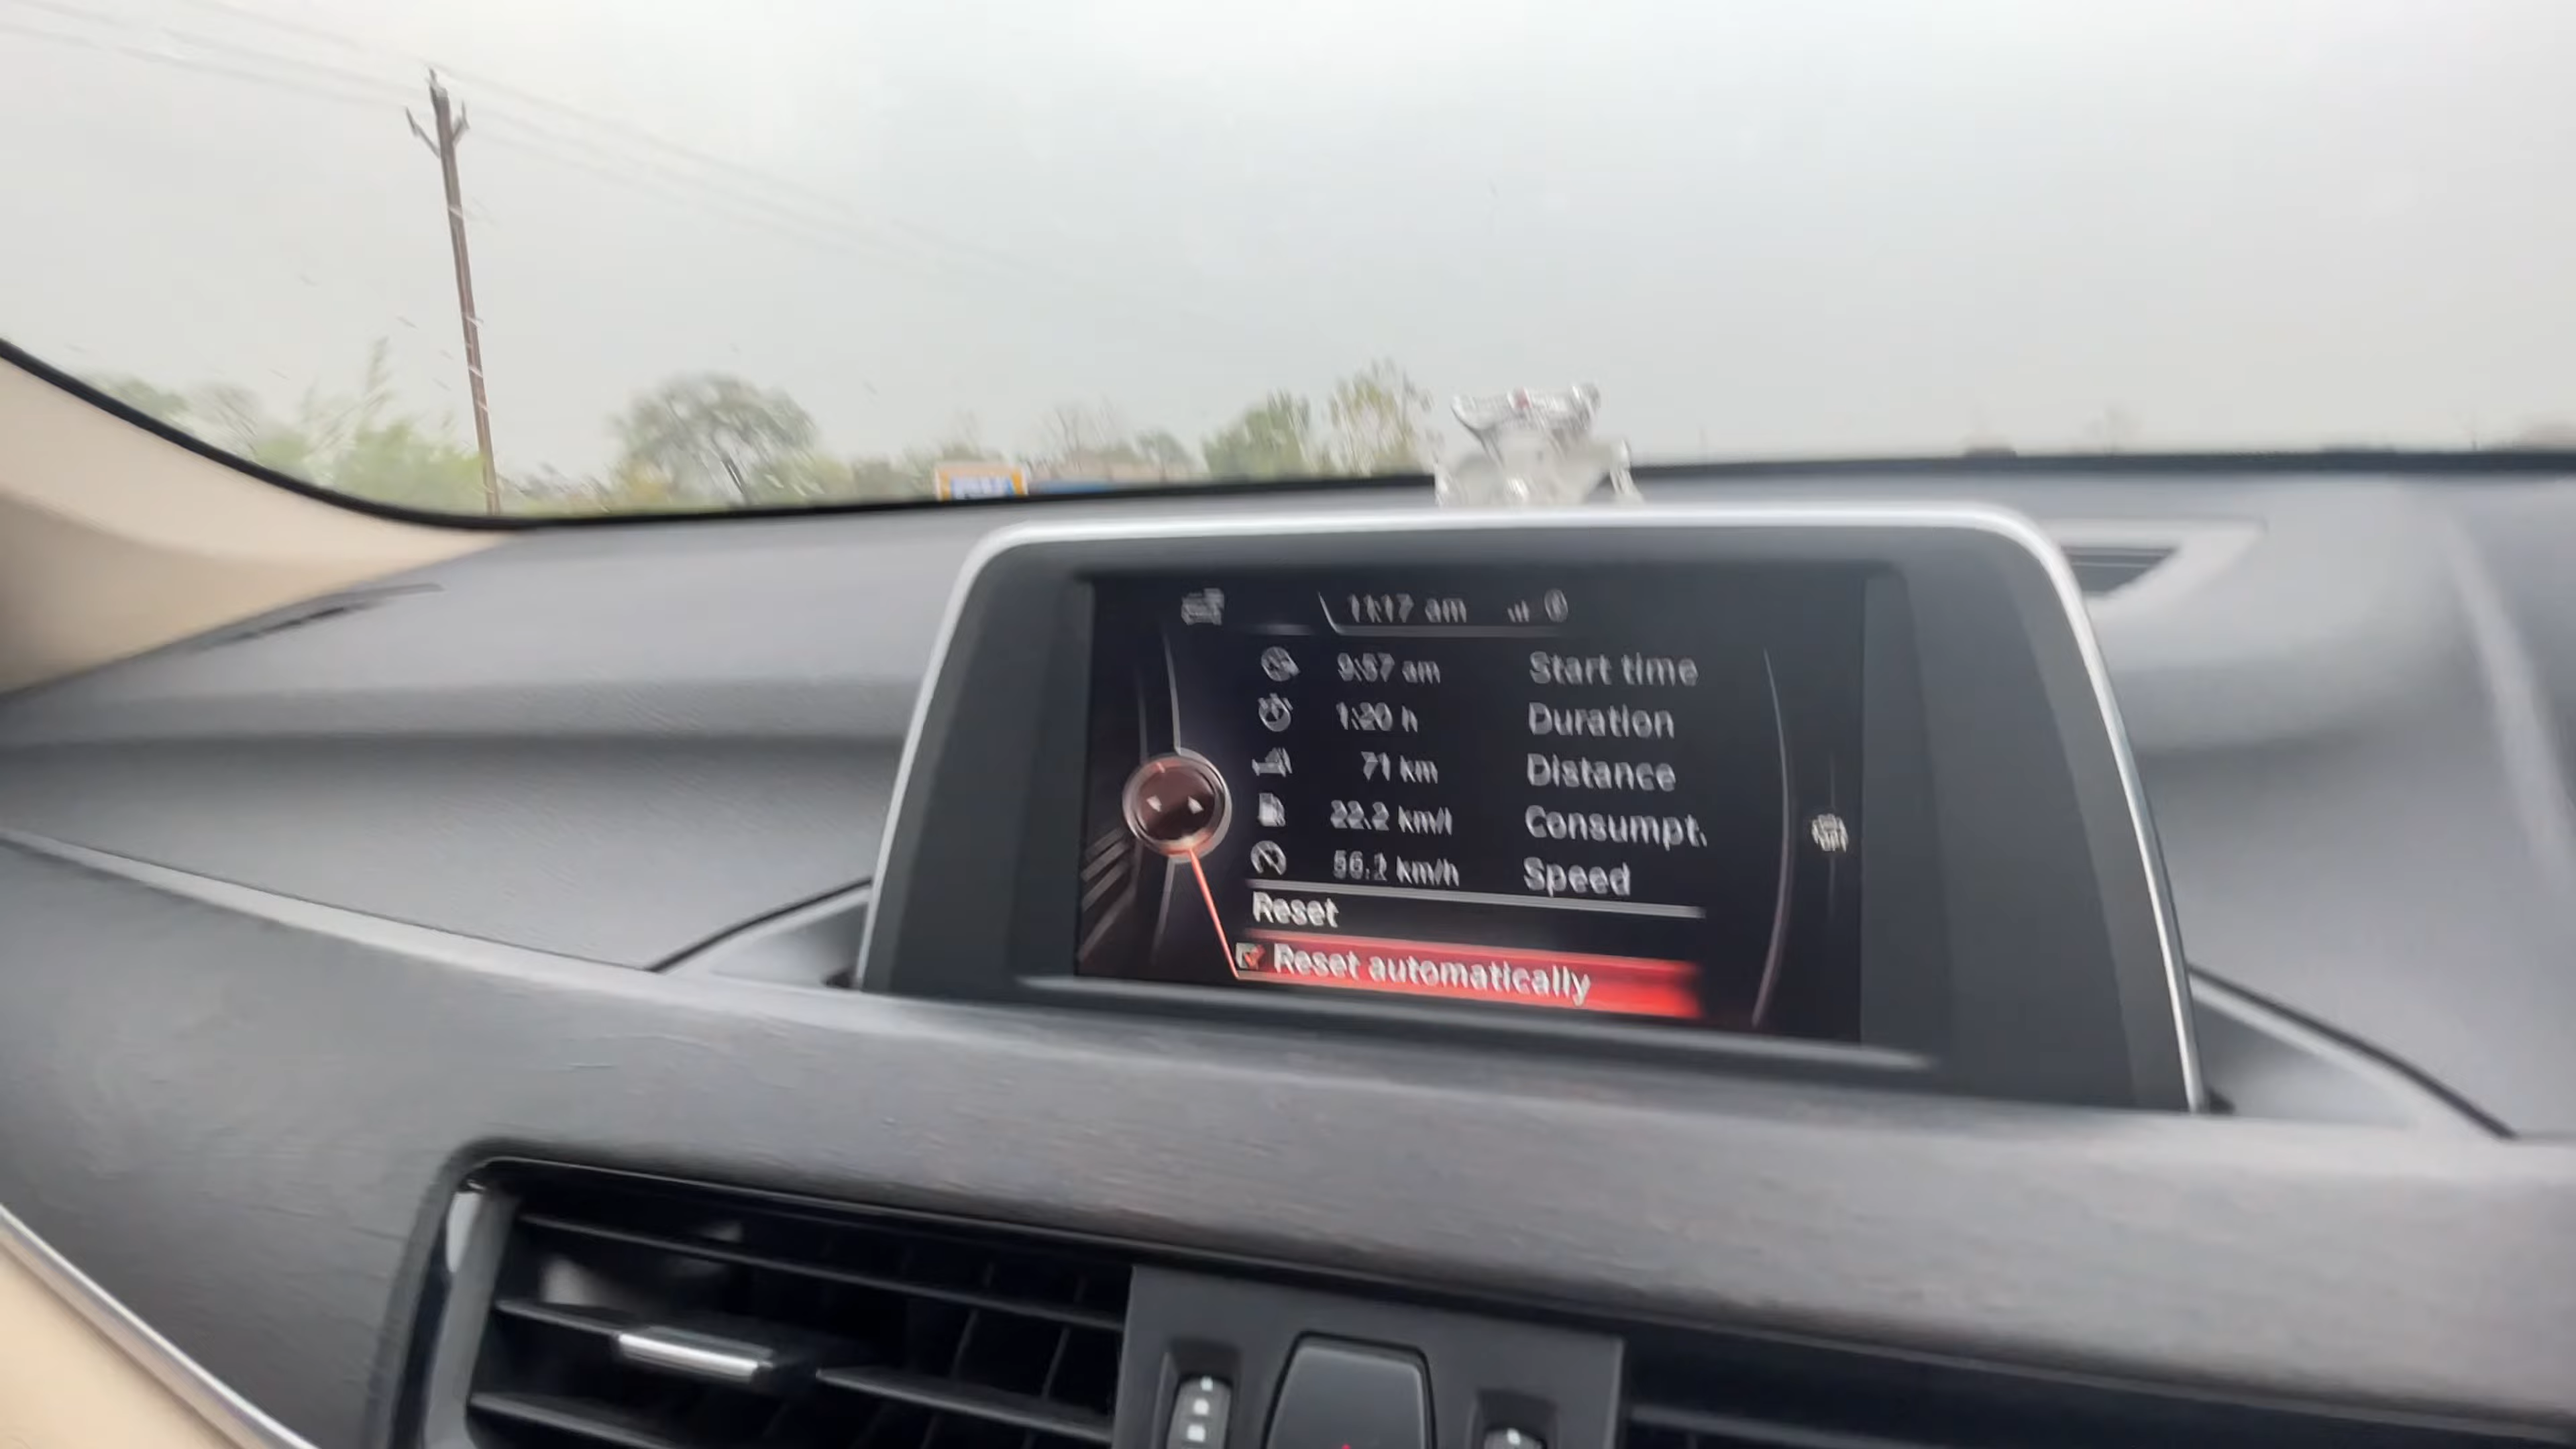 11:17 am
9:57 am Start time
1:20 h Duration
71 km Distance
22.2 km/l Consumpt.
56.1 km/h Speed
Reset
Reset automatically